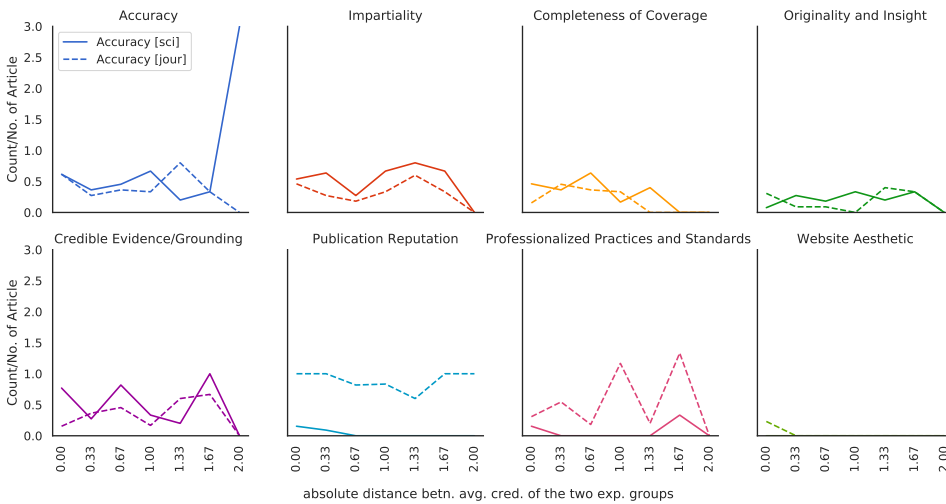 Accuracy
Impartiality
Completeness of Coverage
Originality and Insight
Count/No. of Article
3.0
2.5
2.0
1.5
1.0
0.5
0.0
Accuracy [sci]
Accuracy [jour]
Credible Evidence/Grounding
Publication Reputation
Professionalized Practices and Standards
Website Aesthetic
Count/No. of Article
3.0
2.5
2.0
1.5
1.0
0.5
0.0
0.00 0.33 0.67 1.00 1.33 1.67 2.00
0.00 0.33 0.67 1.00 1.33 1.67 2.00
0.00 0.33 0.67 1.00 1.33 1.67 2.00
0.00 0.33 0.67 1.00 1.33 1.67 2.00
absolute distance betn. avg. cred. of the two exp. groups